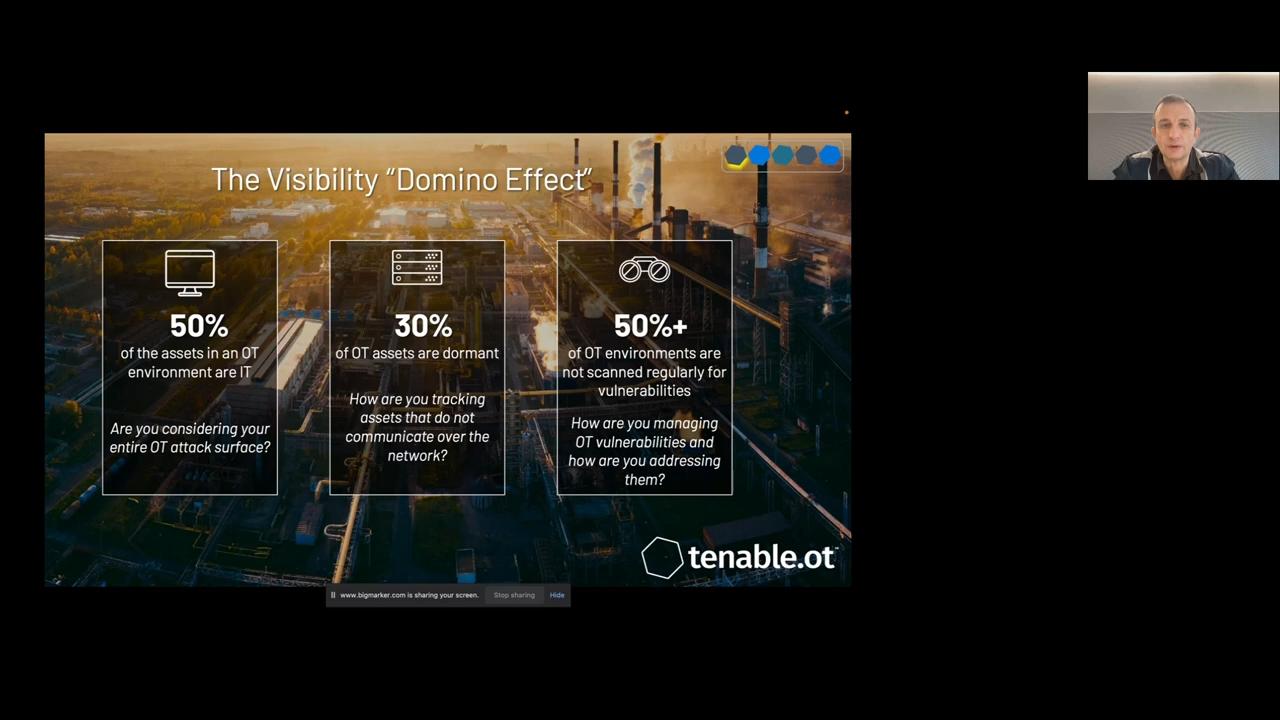 The Visibility “Domino Effect”
50%
of the assets in an OT
environment are IT
Are you considering your
entire OT attack surface?
30%
of OT assets are dormant
How are you tracking
assets that do not
communicate over the
network?
50%+
of OT environments are
not scanned regularly for
vulnerabilities
How are you managing
OT vulnerabilities and
how are you addressing
them?
tenable.ot
www.bigmarker.com is sharing your screen. Stop sharing Hide